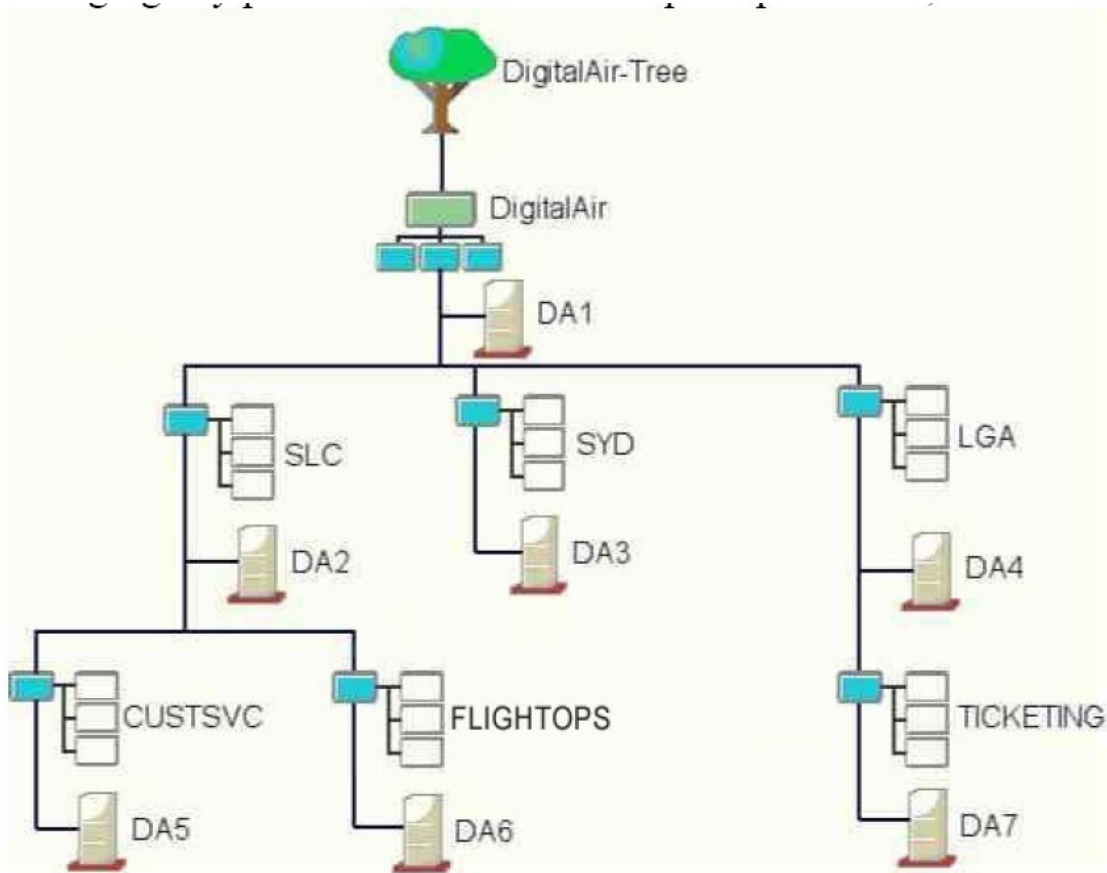 DigitalAir-Tree
DigitalAir
DA1
SLC
SYD
LGA
DA2
DA3
DA4
CUSTSVC
FLIGHTOPS
TICKETING
DA5
DA6
DA7